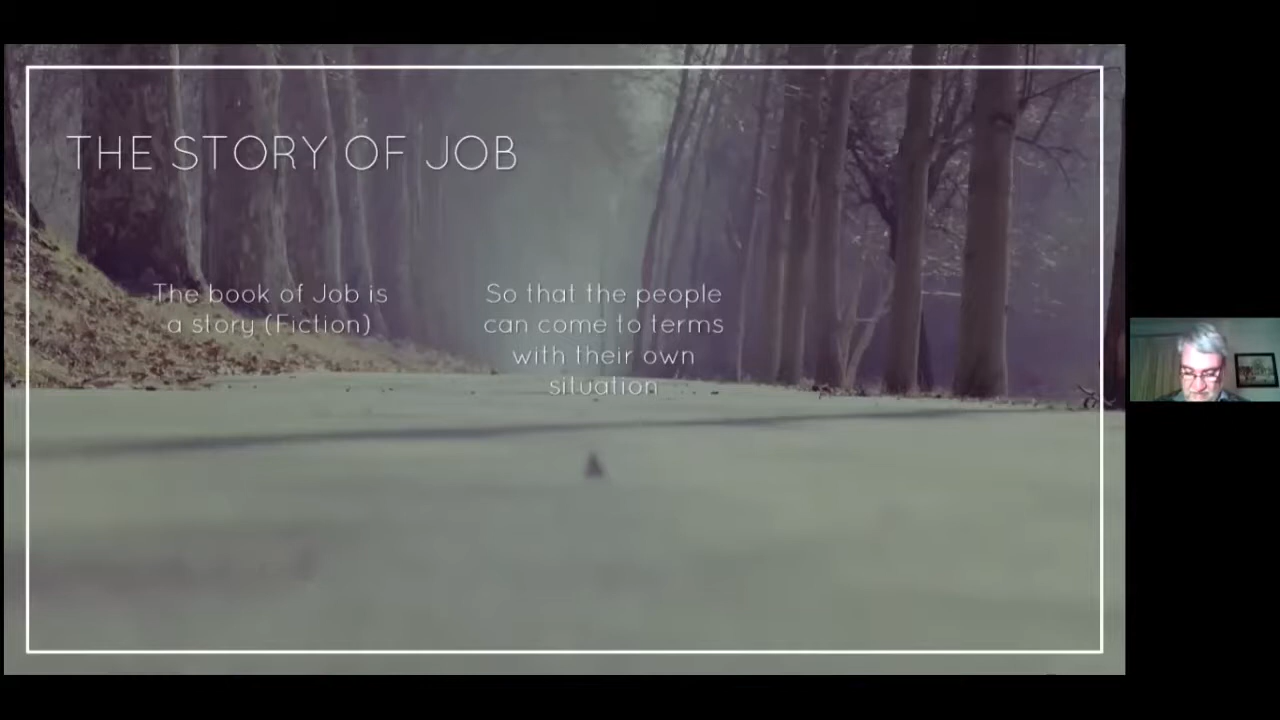 THE STORY OF JOB
The book of Job is
a story (Fiction)
So that the people
can come to terms
with their own
situation